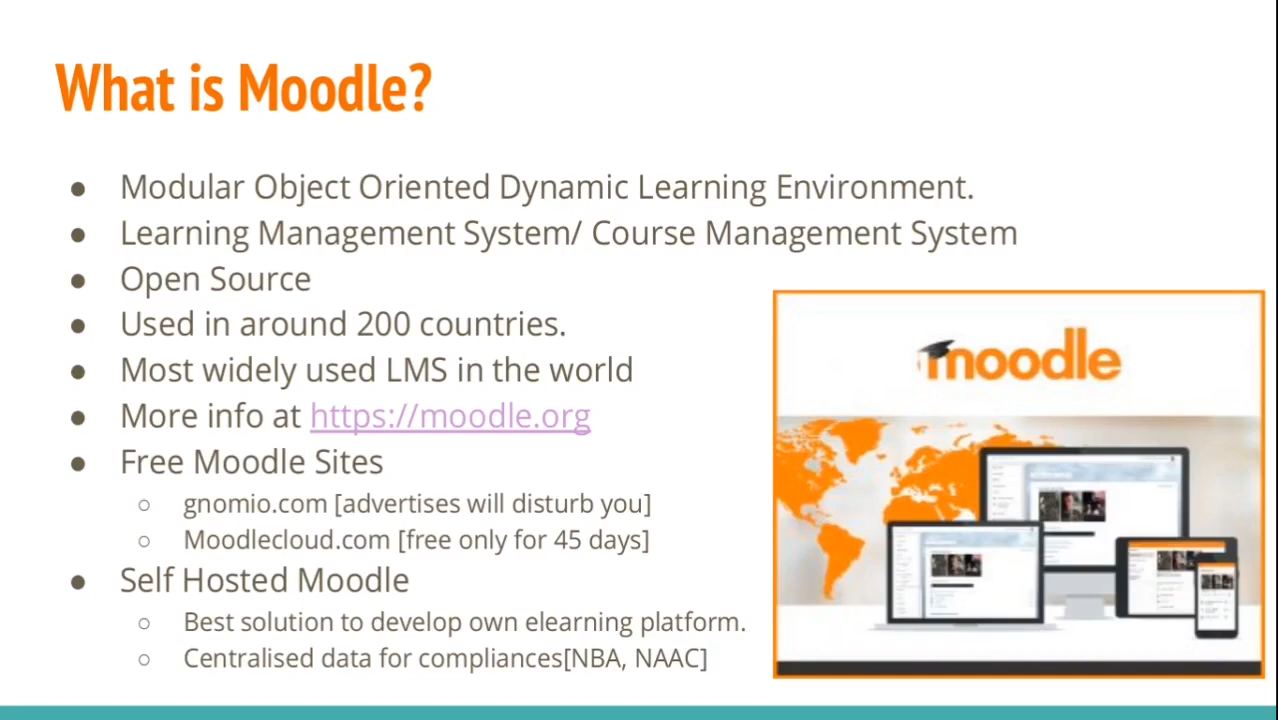 What is Moodle?
Modular Object Oriented Dynamic Learning Environment.
Learning Management System/ Course Management System
Open Source
Used in around 200 countries.
Most widely used LMS in the world
More info at https://moodle.org
Free Moodle Sites
gnomio.com [advertises will disturb you]
Moodlecloud.com [free only for 45 days]
Self Hosted Moodle
Best solution to develop own elearning platform.
Centralised data for compliances[NBA, NAAC]
moodle